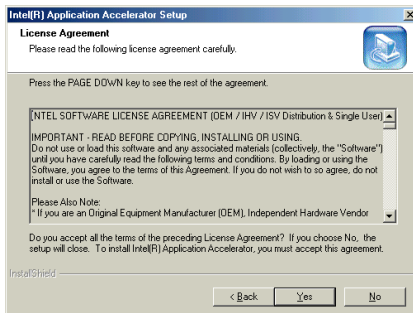 Intel(R) Application Accelerator Setup
License Agreement
Please read the following license agreement carefully.
Press the PAGE DOWN key to see the rest of the agreement.
INTEL SOFTWARE LICENSE AGREEMENT (OEM / IHV / ISV Distribution & Single User)
IMPORTANT - READ BEFORE COPYING, INSTALLING OR USING.
Do not use or load this software and any associated materials (collectively, the "Software")
until you have carefully read the following terms and conditions. By loading or using the
Software, you agree to the terms of this Agreement. If you do not wish to so agree, do not
install or use the Software.
Please Also Note:
* If you are an Original Equipment Manufacturer (OEM), Independent Hardware Vendor
Do you accept all the terms of the preceding License Agreement? If you choose No, the
setup will close. To install Intel(R) Application Accelerator, you must accept this agreement.
InstallShield
< Back
Yes
No